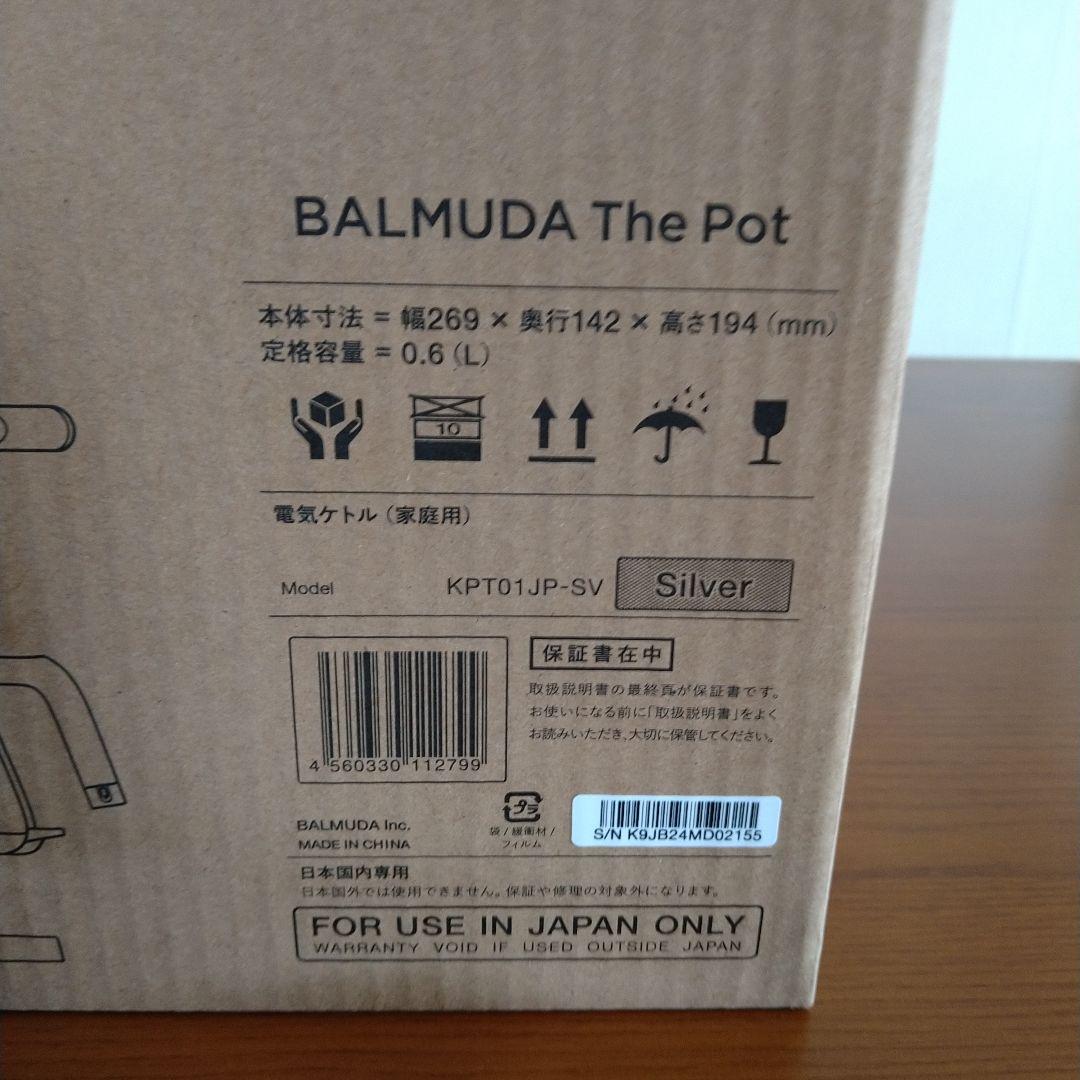 BALMUDA The Pot
本体寸法 = 幅269 × 奥行142 × 高さ194 (mm)
定格容量 = 0.6 (L)
10
電気ケトル (家庭用)
Model KPT01JP-SV Silver
4 560330 112799
保証書在中
取扱説明書の最終頁が保証書です。
お使いになる前に「取扱説明書」をよく
お読みいただき、大切に保管してください。
プラ
袋 / 緩衝材 /
フィルム
S/N K9JB24MD02155
BALMUDA Inc.
MADE IN CHINA
日本国内専用
日本国外では使用できません。保証や修理の対象外になります。
FOR USE IN JAPAN ONLY
WARRANTY VOID IF USED OUTSIDE JAPAN